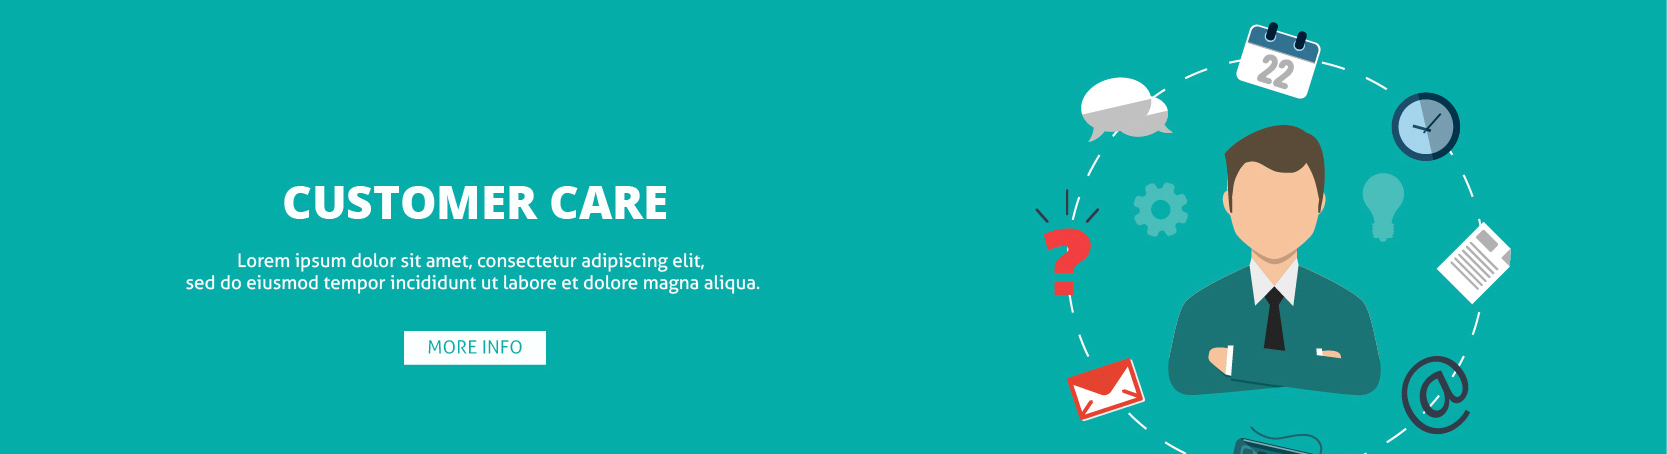 CUSTOMER CARE
Lorem ipsum dolor sit amet, consectetur adipiscing elit,
sed do eiusmod tempor incididunt ut labore et dolore magna aliqua.
MORE INFO
22
?
@